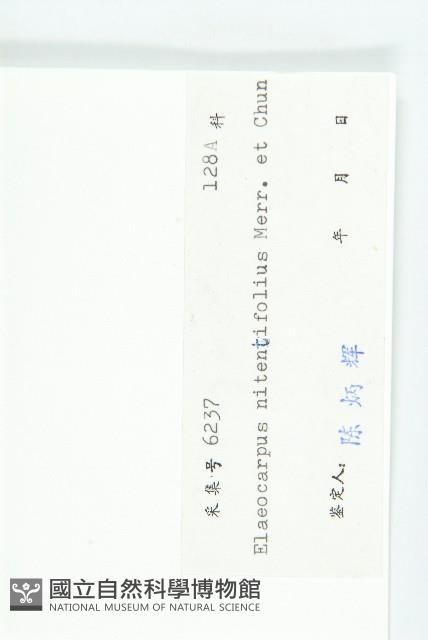 采集号 6237 128A 科
Elaeocarpus nitentifolius Merr. et Chun
鉴定人: 陈炳辉 年 月 日
國立自然科學博物館
NATIONAL MUSEUM OF NATURAL SCIENCE